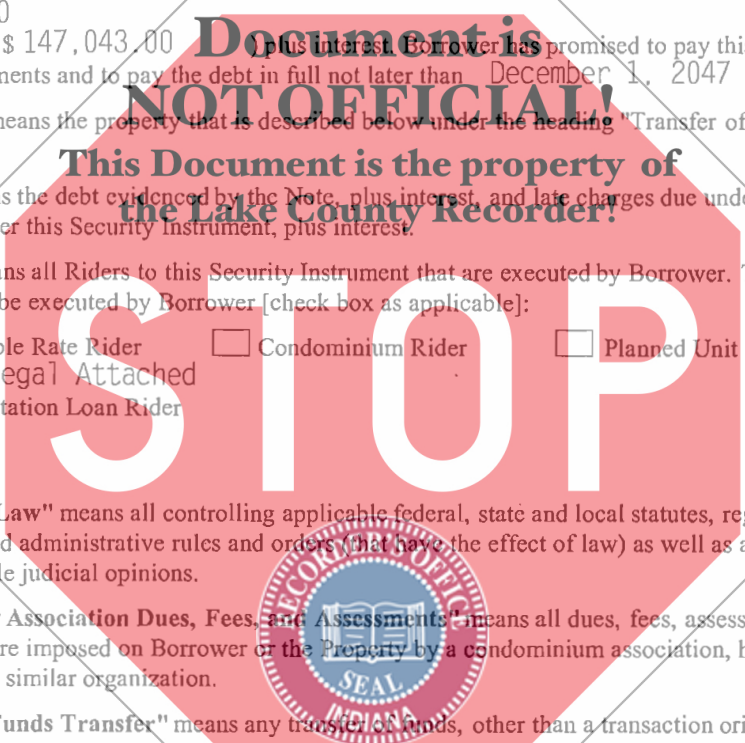 0
$ 147,043.00 ) plus interest. Borrower has promised to pay thi
Document is
ments and to pay the debt in full not later than December 1, 2047
NOT OFFICIAL!
means the property that is described below under the heading "Transfer of
This Document is the property of
s the debt evidenced by the Note, plus interest, and late charges due unde
the Lake County Recorder!
er this Security Instrument, plus interest.
ans all Riders to this Security Instrument that are executed by Borrower. T
be executed by Borrower [check box as applicable]:
ble Rate Rider Condominium Rider Planned Unit
egal Attached
tation Loan Rider
STOP
Law" means all controlling applicable federal, state and local statutes, reg
d administrative rules and orders (that have the effect of law) as well as a
le judicial opinions.
Association Dues, Fees, and Assessments" means all dues, fees, assess
re imposed on Borrower or the Property by a condominium association, h
similar organization.
RECORDER'S OFFICE
SEAL
INDIANA
Funds Transfer" means any transfer of funds, other than a transaction ori